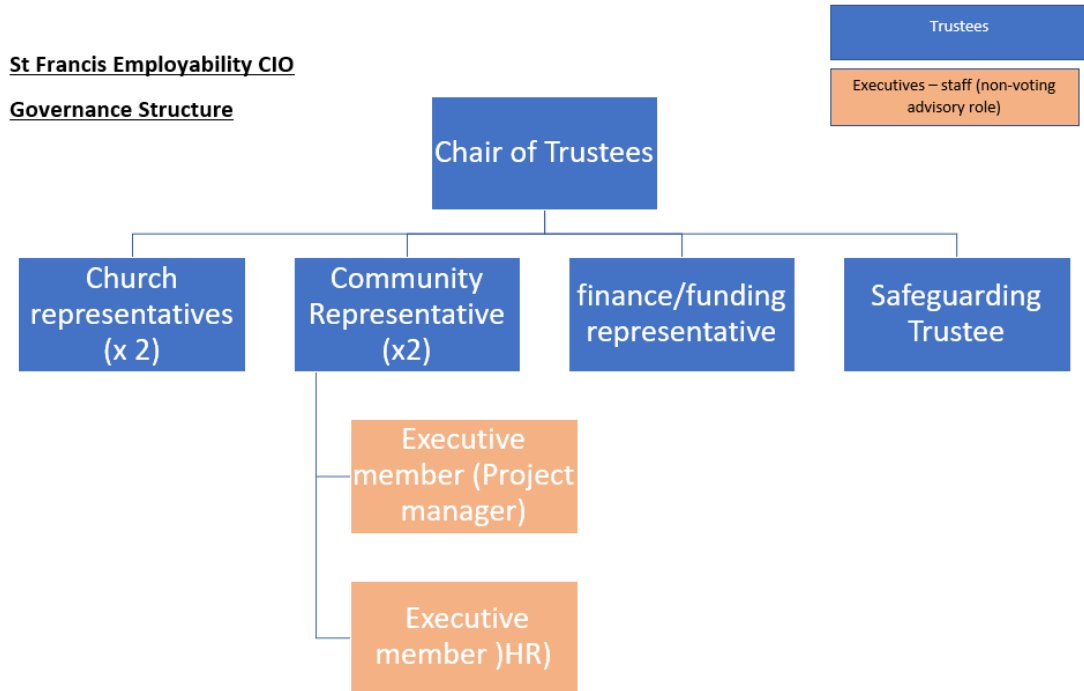 St Francis Employability CIO
Governance Structure
Trustees
Executives – staff (non-voting
advisory role)
Chair of Trustees
Church
representatives
(x 2)
Community
Representative
(x2)
finance/funding
representative
Safeguarding
Trustee
Executive
member (Project
manager)
Executive
member )HR)